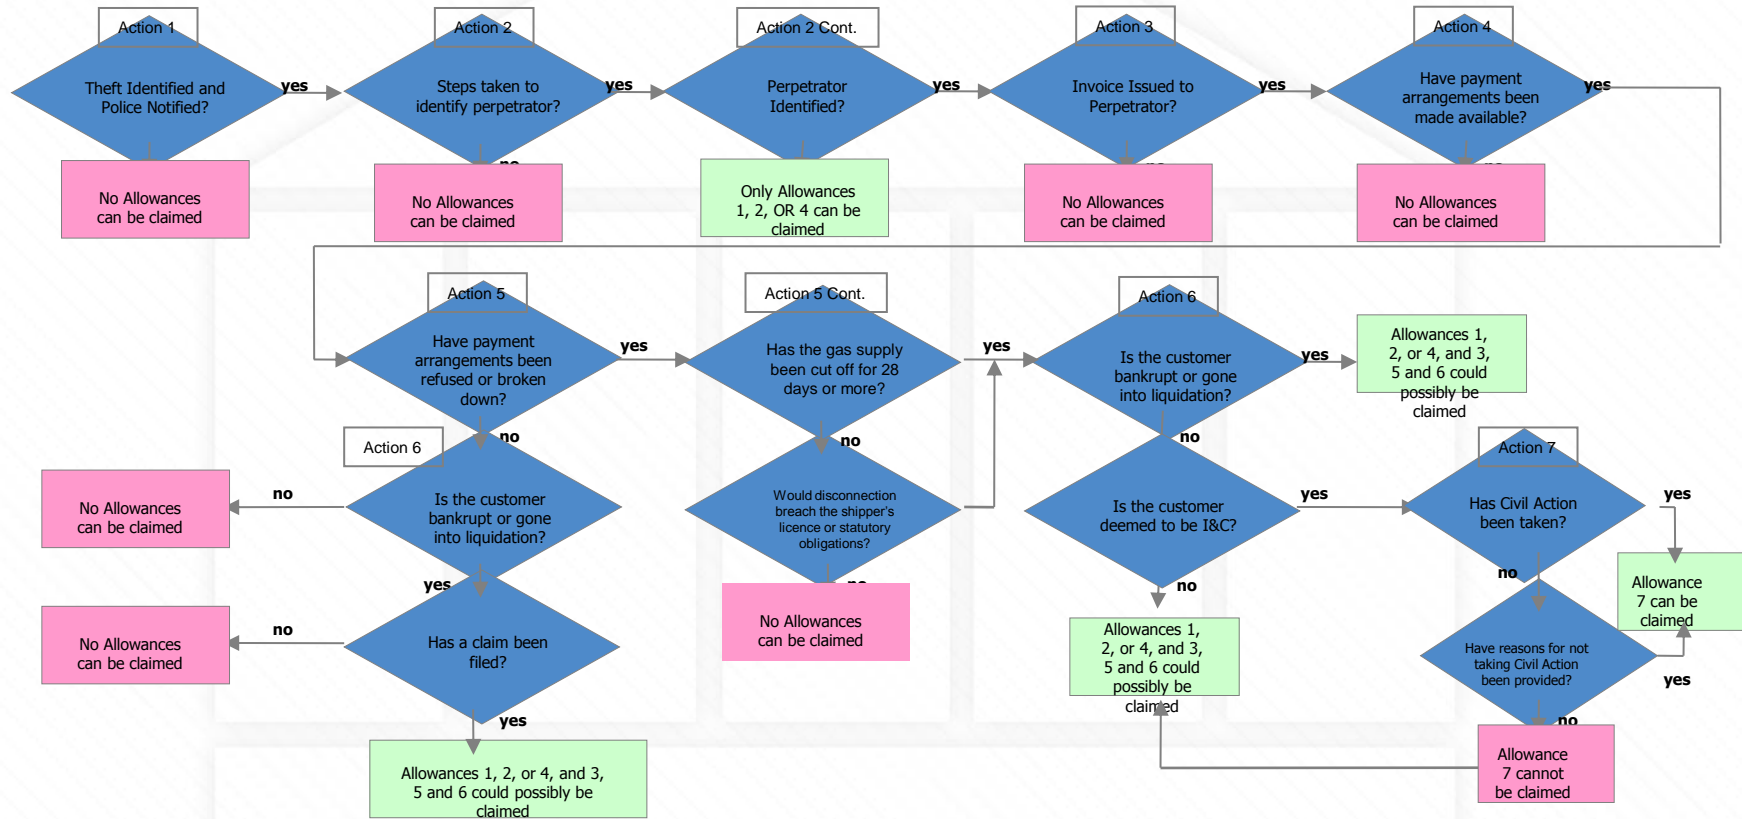 Action 1
Action 2
Action 2 Cont.
Action 3
Action 4
Theft Identified and
Police Notified?
yes
Steps taken to
identify perpetrator?
yes
Perpetrator
Identified?
yes
Invoice Issued to
Perpetrator?
yes
Have payment
arrangements been
made available?
yes
No Allowances
can be claimed
no
No Allowances
can be claimed
Only Allowances
1, 2, OR 4 can be
claimed
no
No Allowances
can be claimed
no
No Allowances
can be claimed
Action 5
Action 5 Cont.
Action 6
Have payment
arrangements been
refused or broken
down?
yes
Has the gas supply
been cut off for 28
days or more?
yes
Is the customer
bankrupt or gone
into liquidation?
yes
Allowances 1,
2, or 4, and 3,
5 and 6 could
possibly be
claimed
no
no
no
Action 6
Action 7
no
No Allowances
can be claimed
Is the customer
bankrupt or gone
into liquidation?
Would disconnection
breach the shipper's
licence or statutory
obligations?
Is the customer
deemed to be I&C?
yes
Has Civil Action
been taken?
yes
yes
no
no
no
No Allowances
can be claimed
Allowance
7 can be
claimed
no
No Allowances
can be claimed
Has a claim been
filed?
Allowances 1,
2, or 4, and 3,
5 and 6 could
possibly be
claimed
Have reasons for not
taking Civil Action
been provided?
yes
yes
no
Allowances 1, 2, or 4, and 3,
5 and 6 could possibly be
claimed
Allowance
7 cannot
be claimed